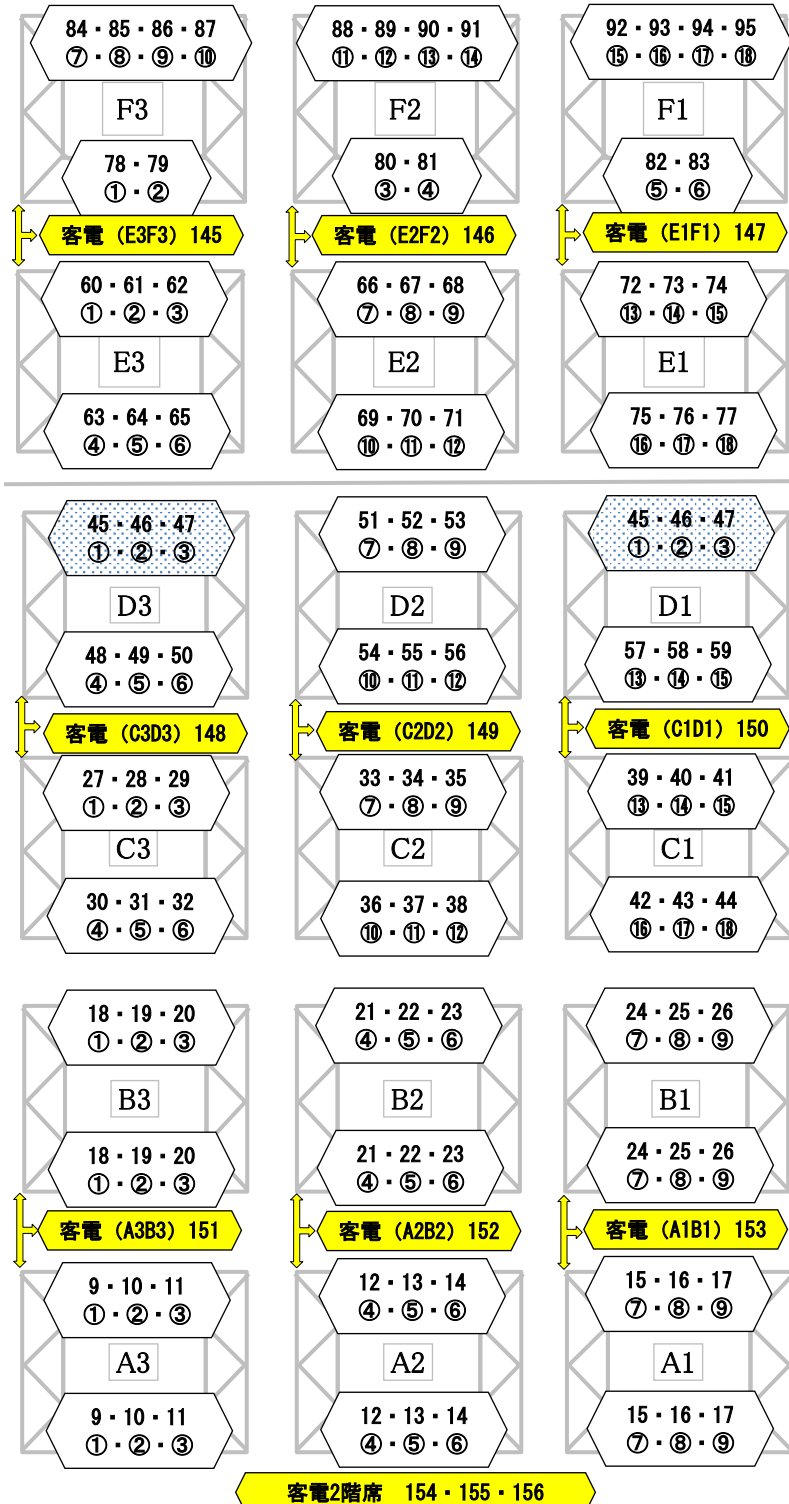 84・85・86・87
⑦・⑧・⑨・⑩
F3
78・79
①・②
88・89・90・91
⑪・⑫・⑬・⑭
F2
80・81
③・④
92・93・94・95
⑮・⑯・⑰・⑱
F1
82・83
⑤・⑥
客電（E3F3）145
客電（E2F2）146
客電（E1F1）147
60・61・62
①・②・③
E3
63・64・65
④・⑤・⑥
66・67・68
⑦・⑧・⑨
E2
69・70・71
⑩・⑪・⑫
72・73・74
⑬・⑭・⑮
E1
75・76・77
⑯・⑰・⑱
45・46・47
①・②・③
D3
48・49・50
④・⑤・⑥
51・52・53
⑦・⑧・⑨
D2
54・55・56
⑩・⑪・⑫
45・46・47
①・②・③
D1
57・58・59
⑬・⑭・⑮
客電（C3D3）148
客電（C2D2）149
客電（C1D1）150
27・28・29
①・②・③
C3
30・31・32
④・⑤・⑥
33・34・35
⑦・⑧・⑨
C2
36・37・38
⑩・⑪・⑫
39・40・41
⑬・⑭・⑮
C1
42・43・44
⑯・⑰・⑱
18・19・20
①・②・③
B3
18・19・20
①・②・③
21・22・23
④・⑤・⑥
B2
21・22・23
④・⑤・⑥
24・25・26
⑦・⑧・⑨
B1
24・25・26
⑦・⑧・⑨
客電（A3B3）151
客電（A2B2）152
客電（A1B1）153
9・10・11
①・②・③
A3
9・10・11
①・②・③
12・13・14
④・⑤・⑥
A2
12・13・14
④・⑤・⑥
15・16・17
⑦・⑧・⑨
A1
15・16・17
⑦・⑧・⑨
客電2階席　154・155・156